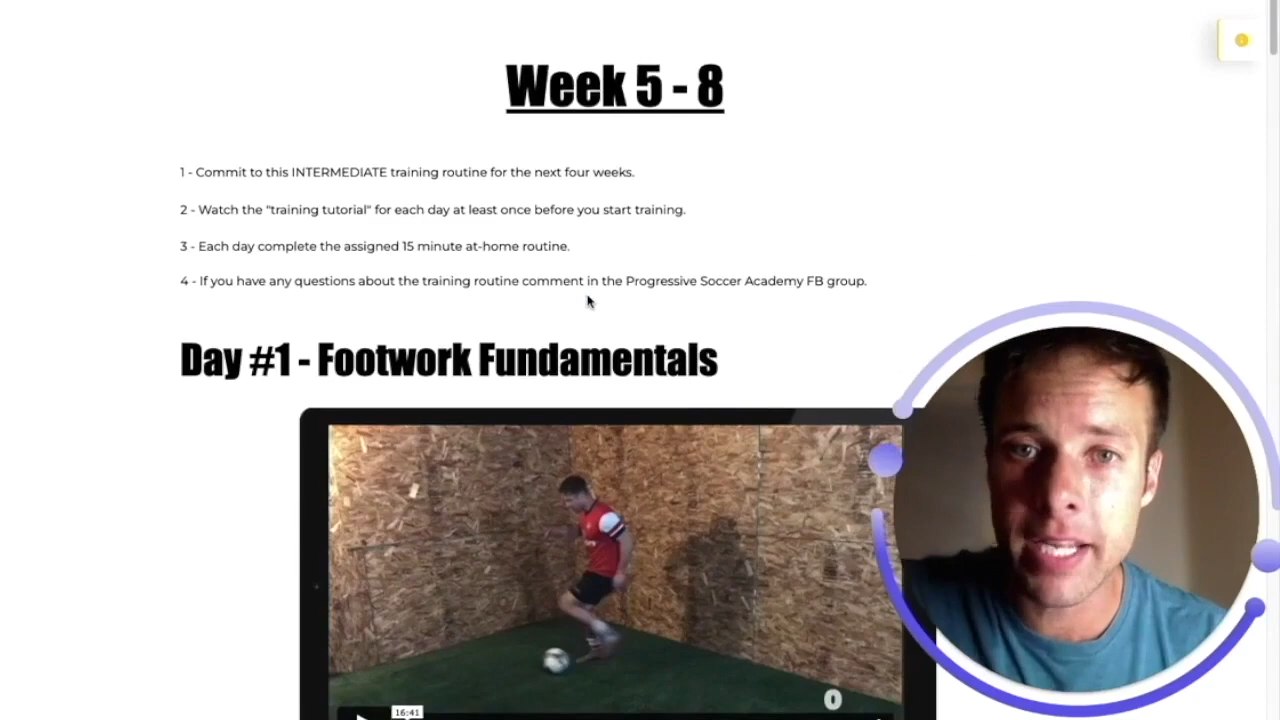 Week 5 - 8
1 - Commit to this INTERMEDIATE training routine for the next four weeks.
2 - Watch the "training tutorial" for each day at least once before you start training.
3 - Each day complete the assigned 15 minute at-home routine.
4 - If you have any questions about the training routine comment in the Progressive Soccer Academy FB group.
Day #1 - Footwork Fundamentals
0
16:41